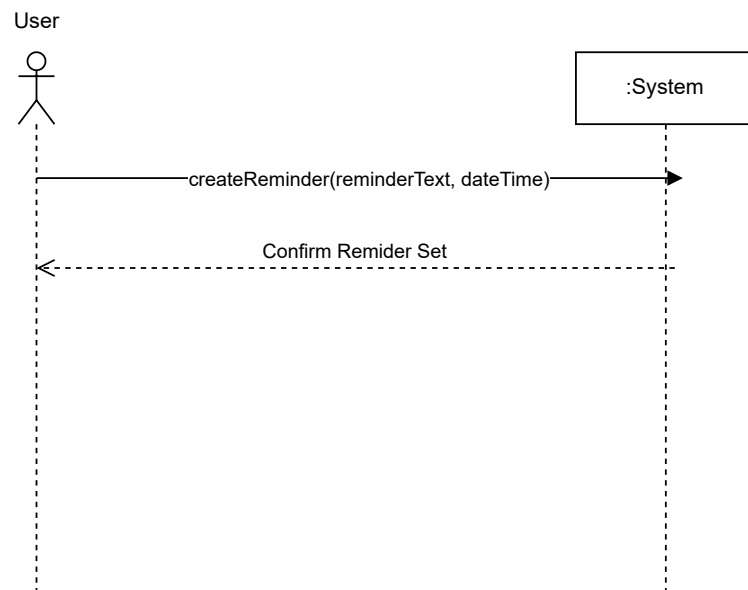 User
:System
createReminder(reminderText, dateTime)
Confirm Remider Set